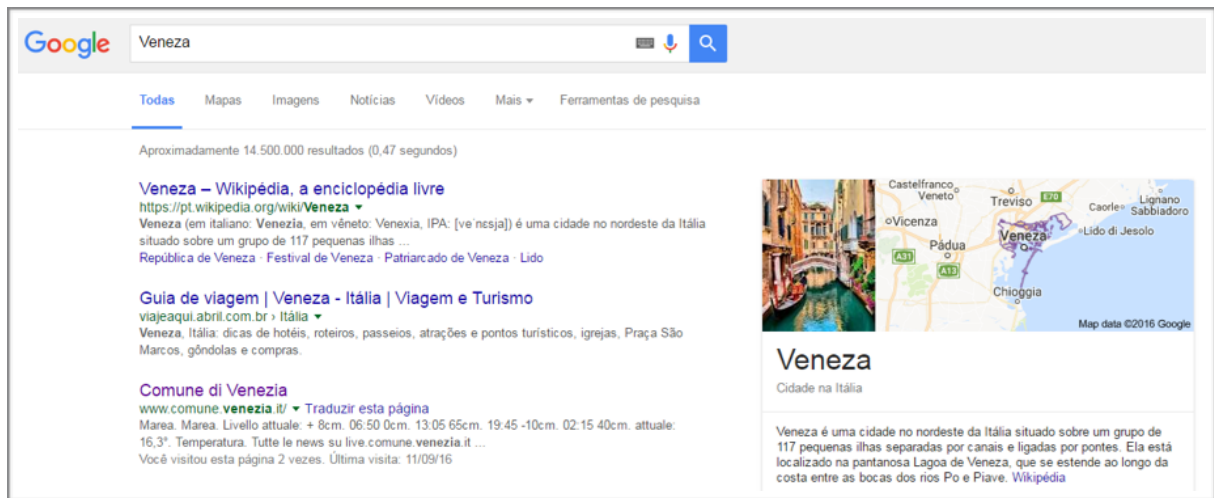 Google
Veneza
Todas Mapas Imagens Notícias Vídeos Mais Ferramentas de pesquisa
Aproximadamente 14.500.000 resultados (0,47 segundos)
Veneza – Wikipédia, a enciclopédia livre
https://pt.wikipedia.org/wiki/Veneza
Veneza (em italiano: Venezia, em vêneto: Venexia, IPA: [veˈnɛsja]) é uma cidade no nordeste da Itália
situado sobre um grupo de 117 pequenas ilhas ...
República de Veneza · Festival de Veneza · Patriarcado de Veneza · Lido
Guia de viagem | Veneza - Itália | Viagem e Turismo
viajeaqui.abril.com.br › Itália
Veneza, Itália: dicas de hotéis, roteiros, passeios, atrações e pontos turísticos, igrejas, Praça São
Marcos, gôndolas e compras.
Comune di Venezia
www.comune.venezia.it/ Traduzir esta página
Marea. Marea. Livello attuale: + 8cm. 06:50 0cm. 13:05 65cm. 19:45 -10cm. 02:15 40cm. attuale:
16,3°. Temperatura. Tutte le news su live.comune.venezia.it ...
Você visitou esta página 2 vezes. Última visita: 11/09/16
Castelfranco
Veneto
Treviso
E70
Caorle
Lignano
Sabbiadoro
Vicenza
Veneza
Lido di Jesolo
Pádua
A31
A13
Chioggia
Map data ©2016 Google
Veneza
Cidade na Itália
Veneza é uma cidade no nordeste da Itália situado sobre um grupo de
117 pequenas ilhas separadas por canais e ligadas por pontes. Ela está
localizado na pantanosa Lagoa de Veneza, que se estende ao longo da
costa entre as bocas dos rios Po e Piave. Wikipédia